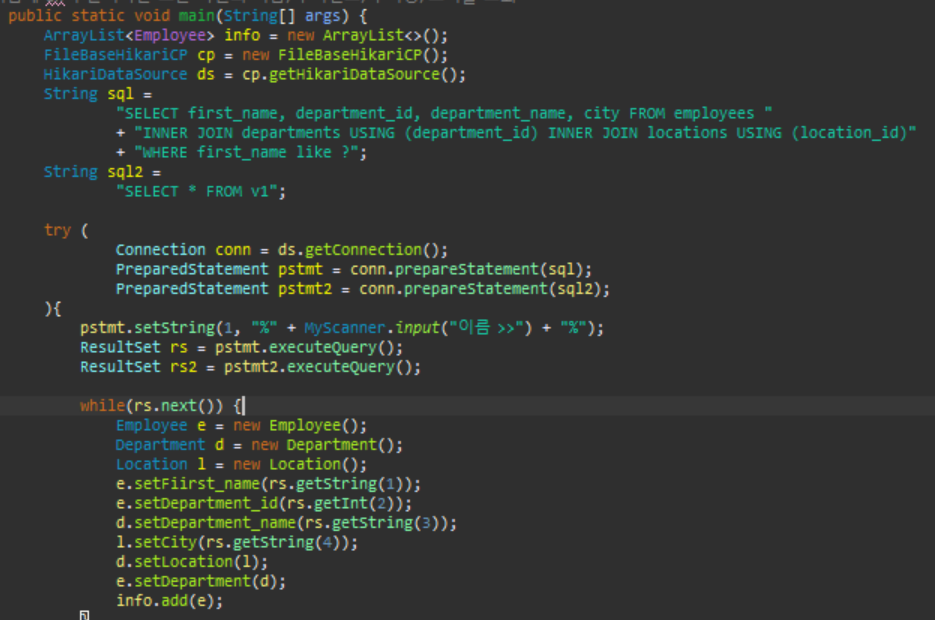 public static void main(String[] args) {
ArrayList<Employee> info = new ArrayList<>();
FileBaseHikariCP cp = new FileBaseHikariCP();
HikariDataSource ds = cp.getHikariDataSource();
String sql =
"SELECT first_name, department_id, department_name, city FROM employees "
+ "INNER JOIN departments USING (department_id) INNER JOIN locations USING (location_id)"
+ "WHERE first_name like ?";
String sql2 =
"SELECT * FROM v1";
try (
Connection conn = ds.getConnection();
PreparedStatement pstmt = conn.prepareStatement(sql);
PreparedStatement pstmt2 = conn.prepareStatement(sql2);
){
pstmt.setString(1, "%" + MyScanner.input("이름 >>") + "%");
ResultSet rs = pstmt.executeQuery();
ResultSet rs2 = pstmt2.executeQuery();
while(rs.next()) {
Employee e = new Employee();
Department d = new Department();
Location l = new Location();
e.setFiirst_name(rs.getString(1));
e.setDepartment_id(rs.getInt(2));
d.setDepartment_name(rs.getString(3));
l.setCity(rs.getString(4));
d.setLocation(l);
e.setDepartment(d);
info.add(e);
}